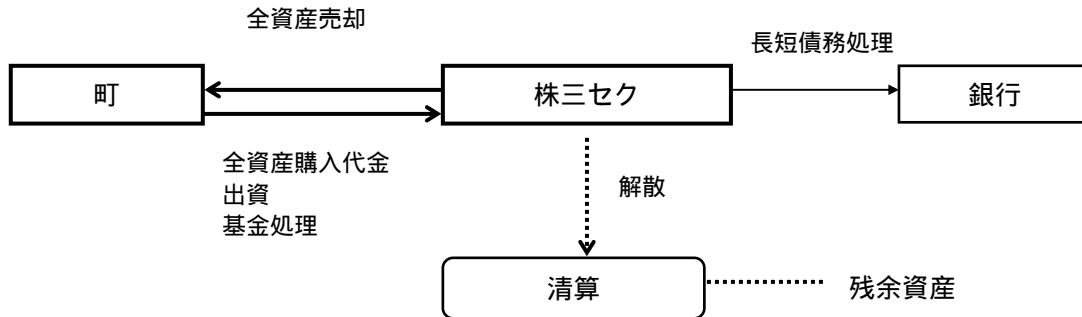 全資産売却
長短債務処理
町
株三セク
銀行
全資産購入代金
出資
基金処理
解散
清算
残余資産